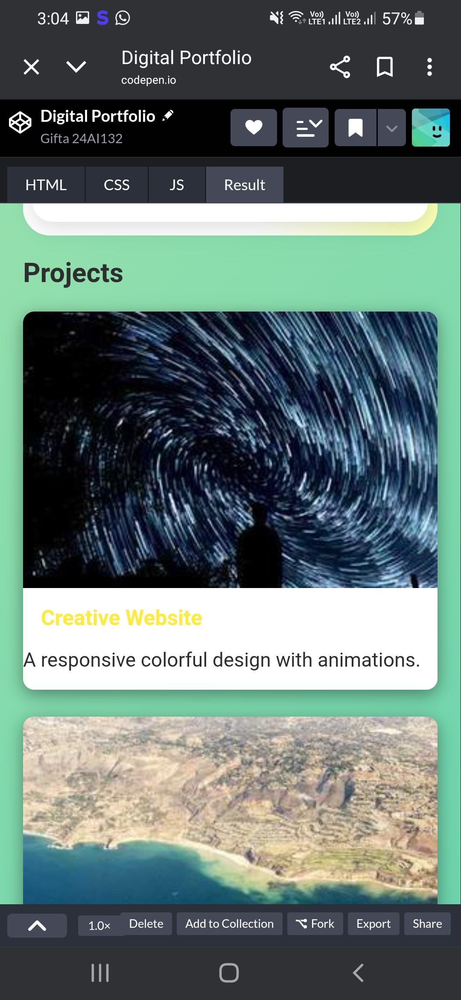 3:04 S Vo)) LTE1 Vo)) LTE2 57%
Digital Portfolio
codepen.io
Digital Portfolio
Gifta 24AI132
HTML CSS JS Result
Projects
Creative Website
A responsive colorful design with animations.
1.0× Delete Add to Collection Fork Export Share